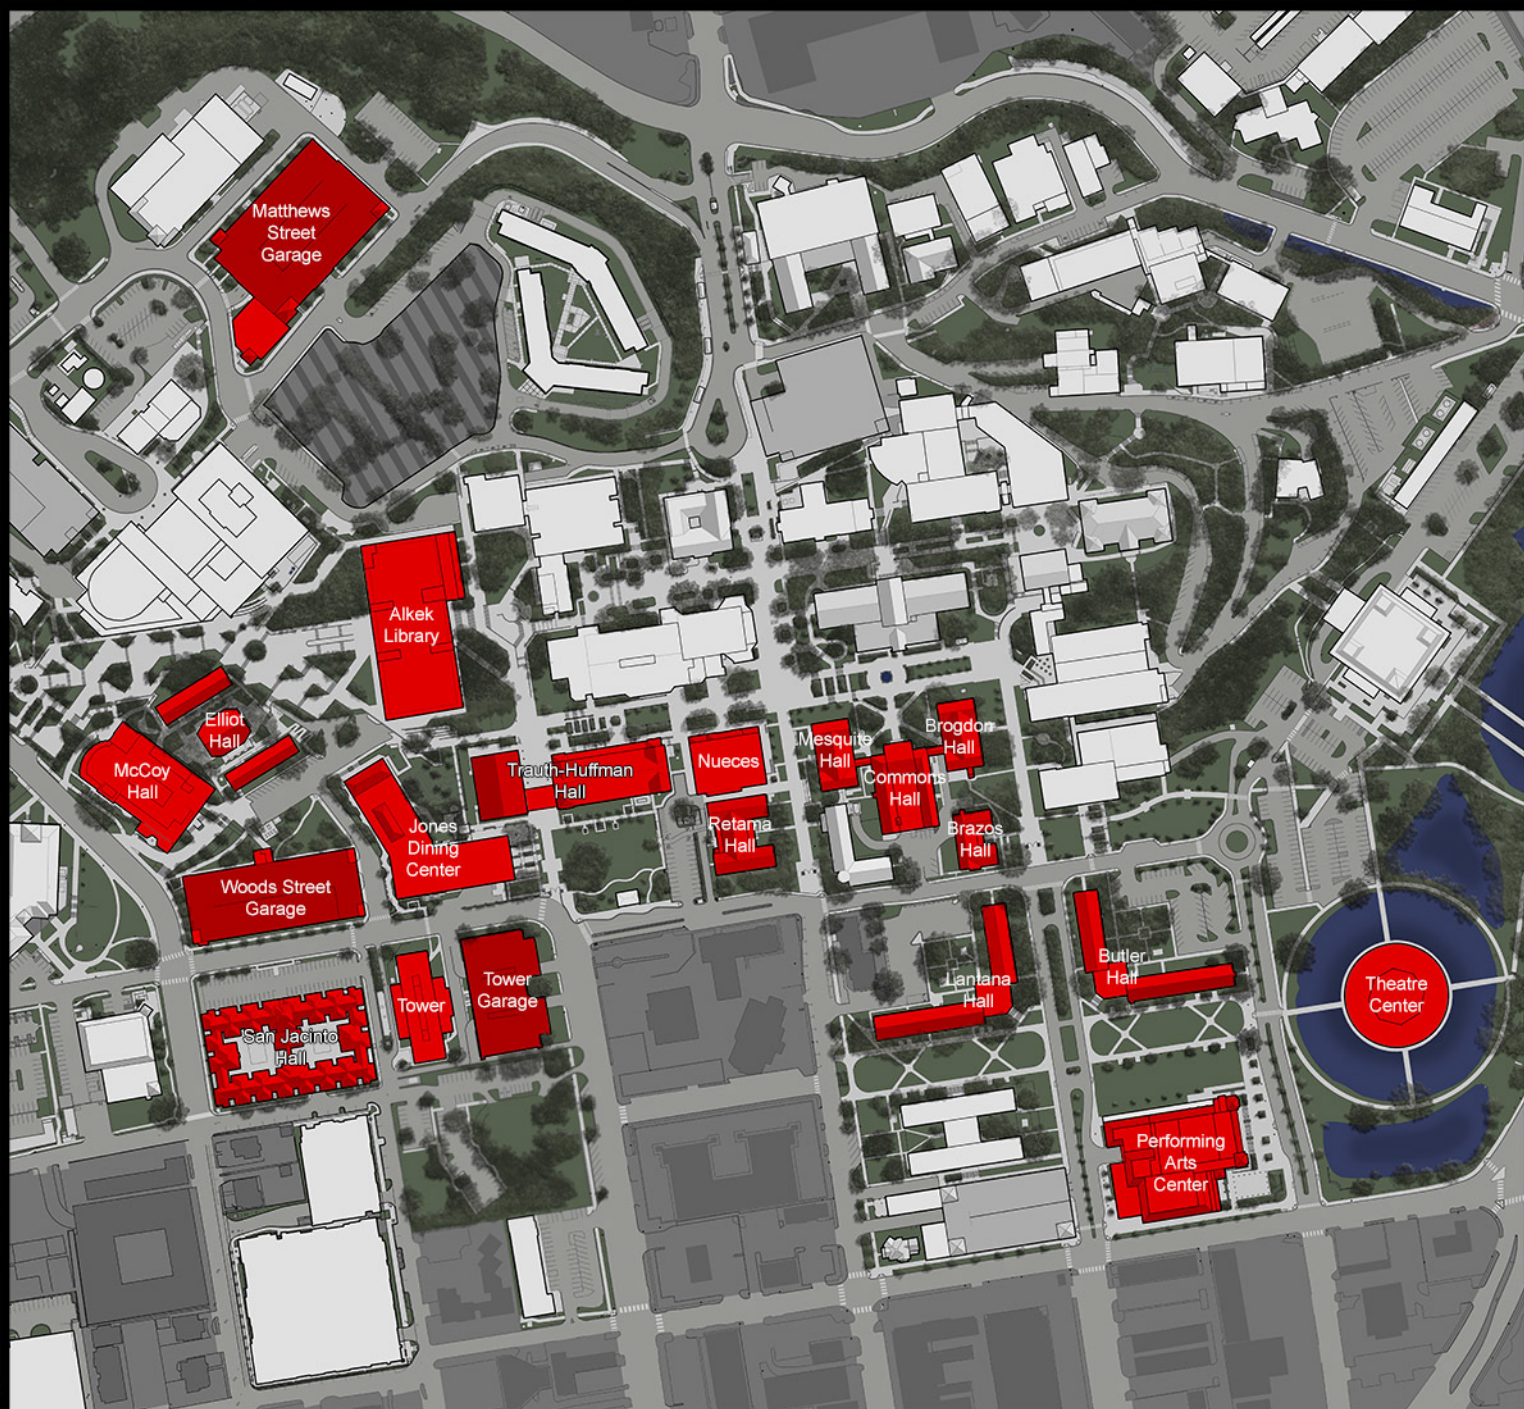 Matthews
Street
Garage
Alkek
Library
Elliot
Hall
McCoy
Hall
Trauth-Huffman
Hall
Nueces
Mesquite
Hall
Brogdon
Hall
Commons
Hall
Jones
Dining
Center
Retama
Hall
Brazos
Hall
Woods Street
Garage
Tower
Tower
Garage
San Jacinto
Hall
Lantana
Hall
Butler
Hall
Theatre
Center
Performing
Arts
Center